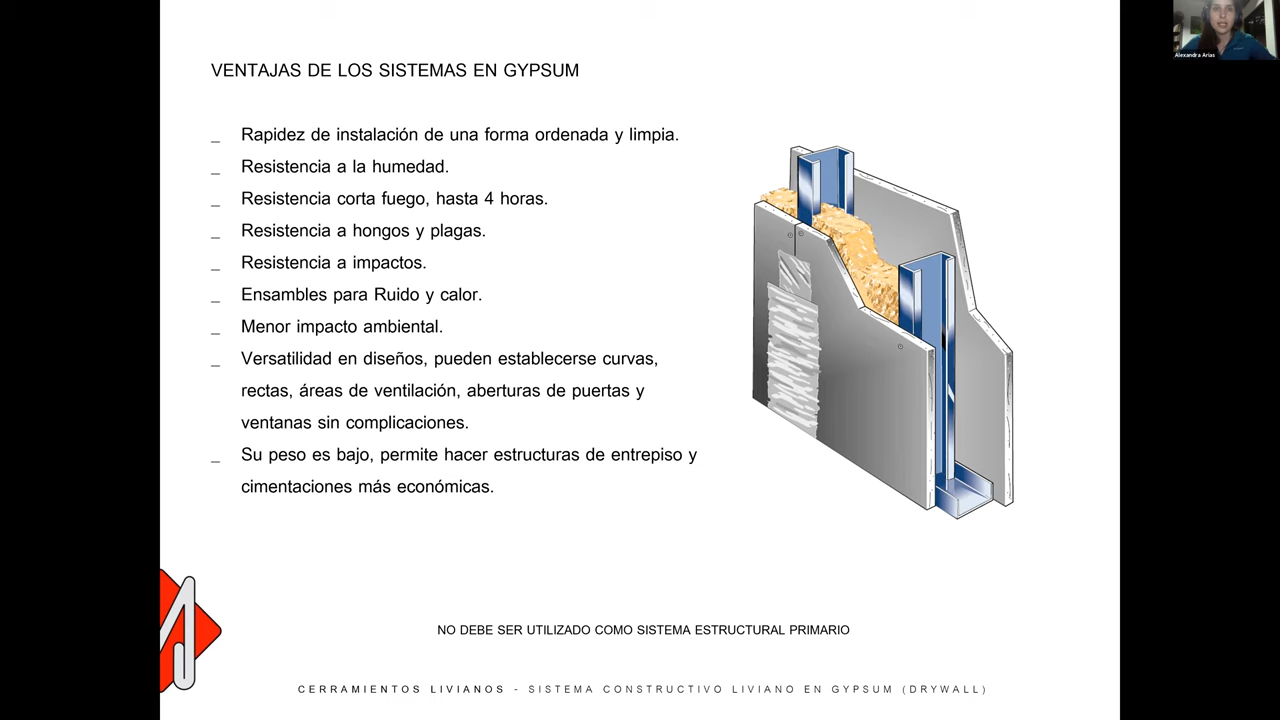 Alexandra Arias
VENTAJAS DE LOS SISTEMAS EN GYPSUM
_ Rapidez de instalación de una forma ordenada y limpia.
_ Resistencia a la humedad.
_ Resistencia corta fuego, hasta 4 horas.
_ Resistencia a hongos y plagas.
_ Resistencia a impactos.
_ Ensambles para Ruido y calor.
_ Menor impacto ambiental.
_ Versatilidad en diseños, pueden establecerse curvas,
rectas, áreas de ventilación, aberturas de puertas y
ventanas sin complicaciones.
_ Su peso es bajo, permite hacer estructuras de entrepiso y
cimentaciones más económicas.
NO DEBE SER UTILIZADO COMO SISTEMA ESTRUCTURAL PRIMARIO
CERRAMIENTOS LIVIANOS - SISTEMA CONSTRUCTIVO LIVIANO EN GYPSUM (DRYWALL)